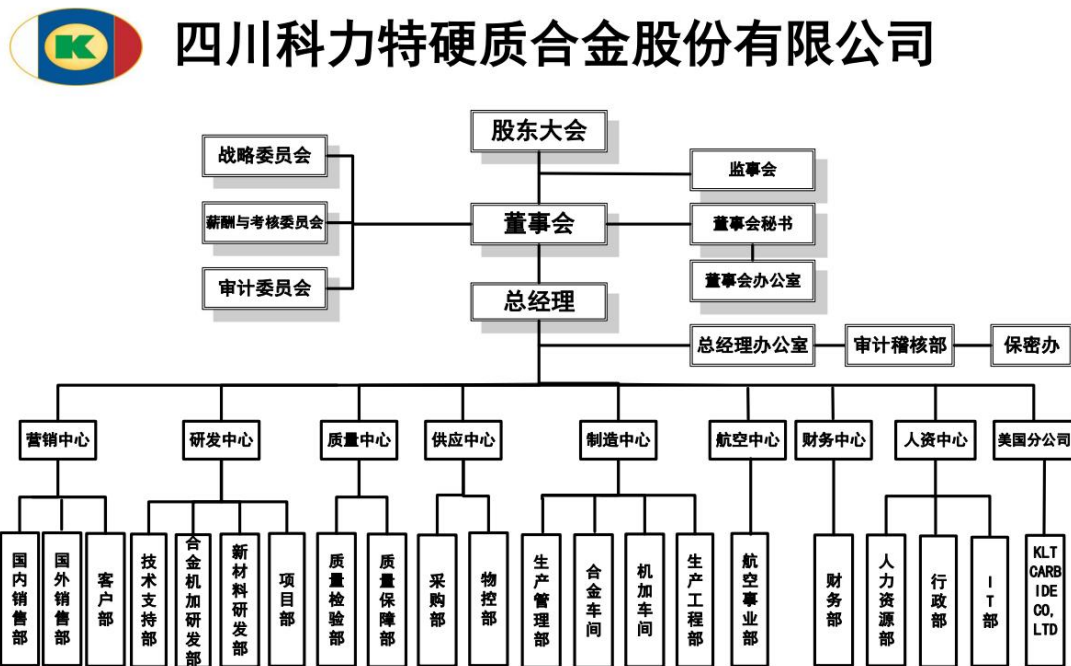 K
四川科力特硬质合金股份有限公司
股东大会
战略委员会
监事会
薪酬与考核委员会
董事会
董事会秘书
审计委员会
董事会办公室
总经理
总经理办公室
审计稽核部
保密办
营销中心
研发中心
质量中心
供应中心
制造中心
航空中心
财务中心
人资中心
美国分公司
国内销售部
国外销售部
客户部
技术支持部
合金机加研发部
新材料研发部
项目部
质量检验部
质量保障部
采购部
物控部
生产管理部
合金车间
机加车间
生产工程部
航空事业部
财务部
人力资源部
行政部
IT部
KLT
CARB
IDE
CO,
LTD